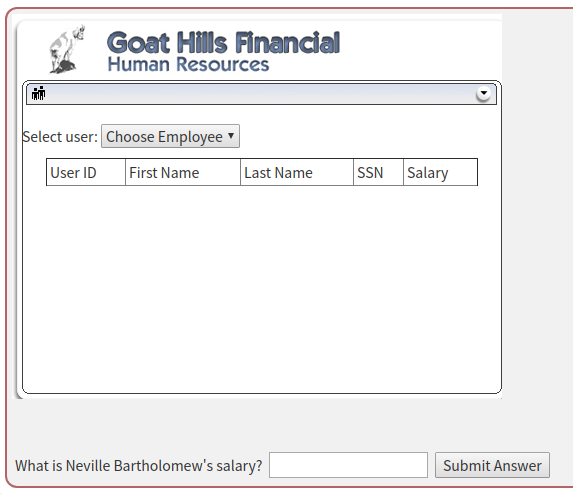 Goat Hills Financial
Human Resources
Select user: Choose Employee
User ID First Name Last Name SSN Salary
What is Neville Bartholomew's salary? Submit Answer